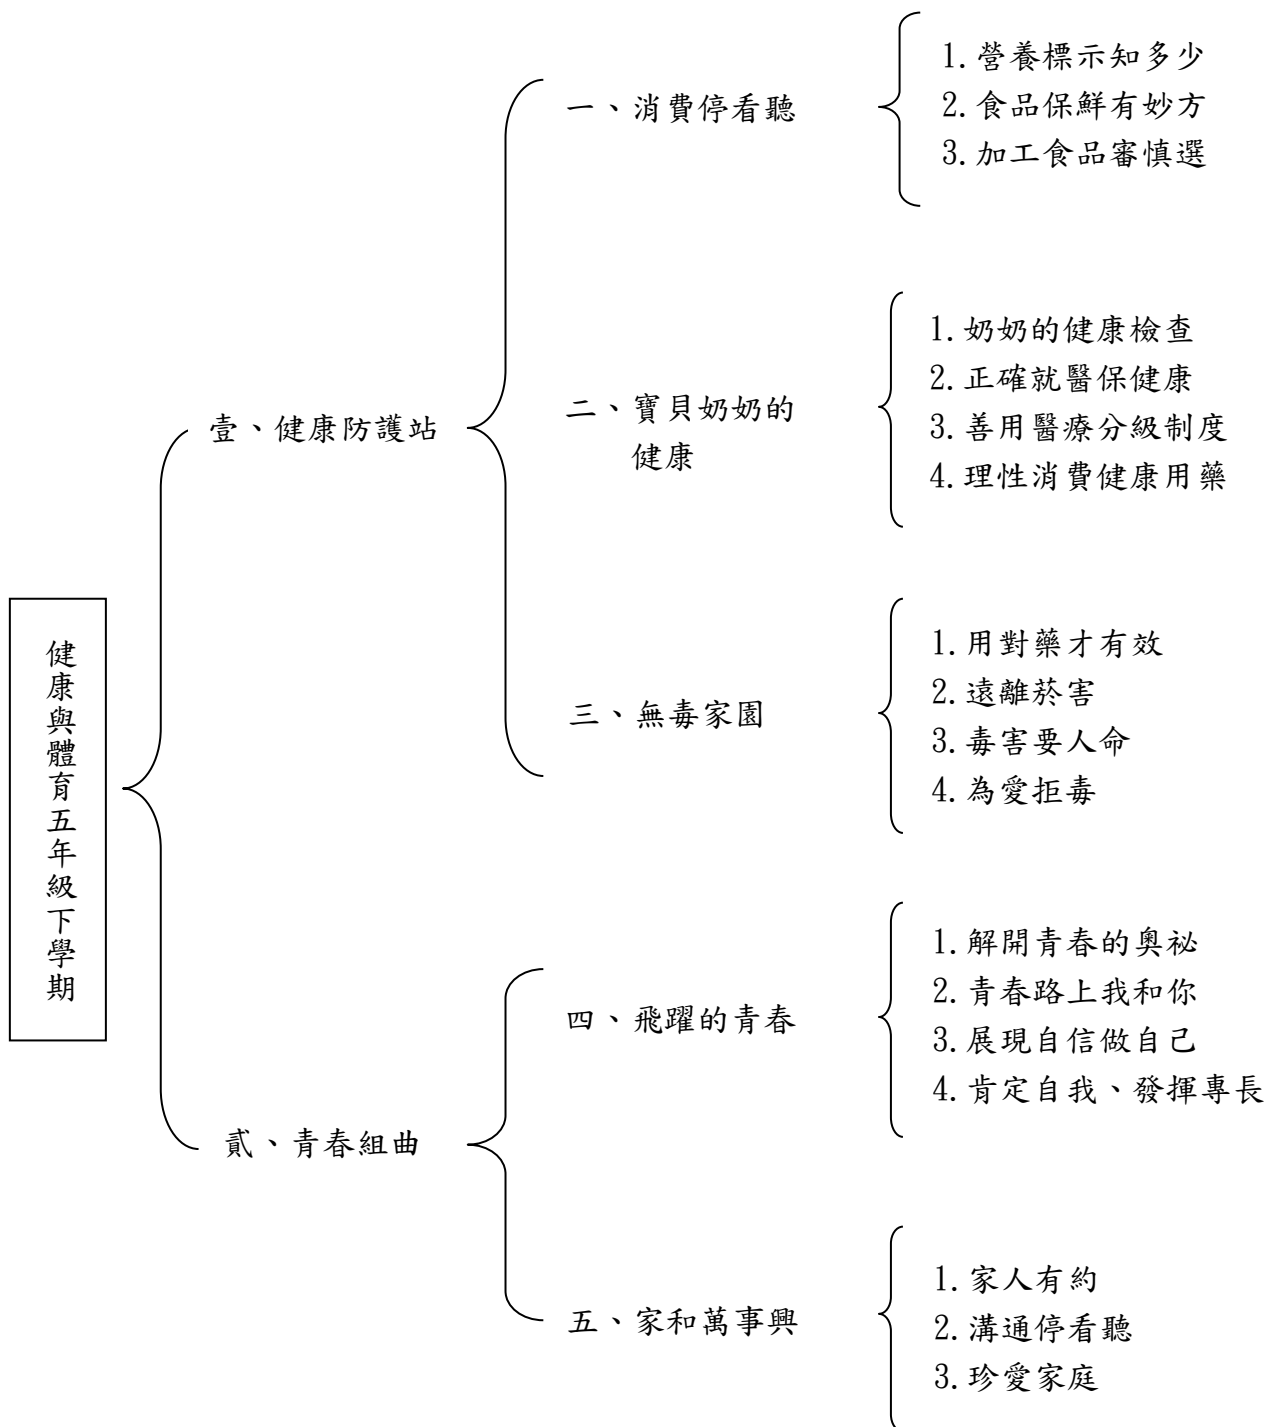 健康與體育五年級下學期
壹、健康防護站
一、消費停看聽
1.營養標示知多少
2.食品保鮮有妙方
3.加工食品審慎選
二、寶貝奶奶的
健康
1.奶奶的健康檢查
2.正確就醫保健康
3.善用醫療分級制度
4.理性消費健康用藥
三、無毒家園
1.用對藥才有效
2.遠離菸害
3.毒害要人命
4.為愛拒毒
貳、青春組曲
四、飛躍的青春
1.解開青春的奧祕
2.青春路上我和你
3.展現自信做自己
4.肯定自我、發揮專長
五、家和萬事興
1.家人有約
2.溝通停看聽
3.珍愛家庭